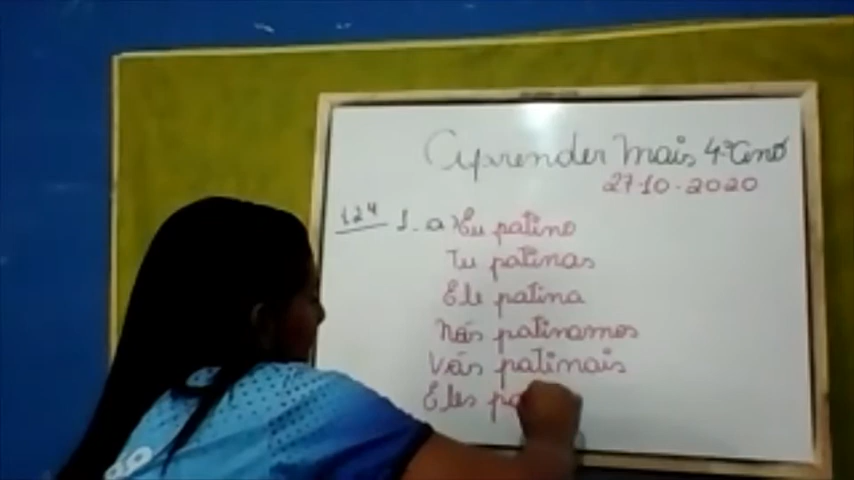 Aprender Mais 4º Ano
27-10-2020
124 1- a) Eu patino
Tu patinas
Ele patina
Nós patinamos
Vós patinais
Eles pa